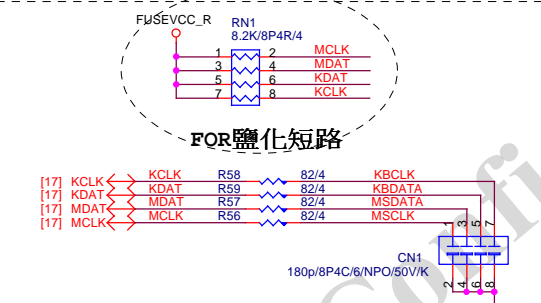 FUSEVCC_R
RN1
8.2K/8P4R/4
1 2 MCLK
3 4 MDAT
5 6 KDAT
7 8 KCLK
FOR鹽化短路
[17] KCLK KCLK R58 82/4 KBCLK
[17] KDAT KDAT R59 82/4 KBDATA
[17] MDAT MDAT R57 82/4 MSDATA
[17] MCLK MCLK R56 82/4 MSCLK
1 3 5 7
CN1
180p/8P4C/6/NPO/50V/K
2 4 6 8
Confi